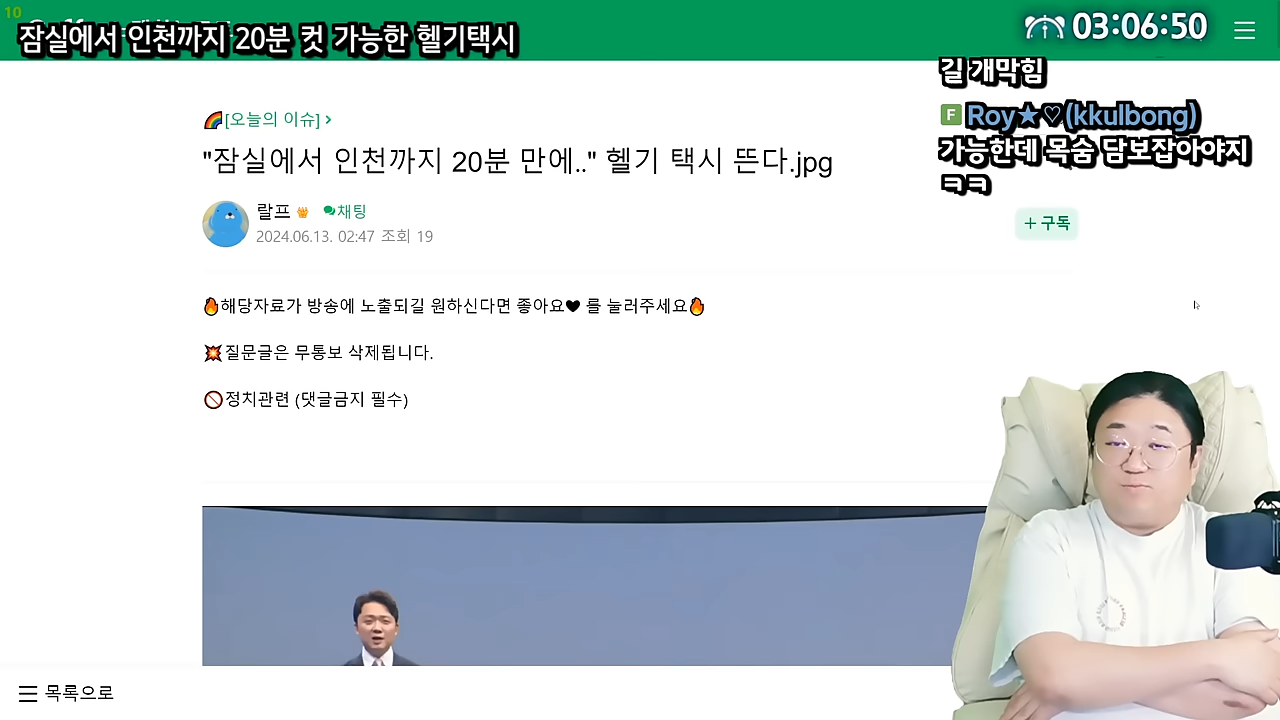 10
잠실에서 인천까지 20분 컷 가능한 헬기택시
03:06:50
길 개막힘
F Roy★♡(kkulbong)
가능한데 목숨 담보잡아야지
ㅋㅋ
🌈[오늘의 이슈] >
"잠실에서 인천까지 20분 만에.." 헬기 택시 뜬다.jpg
랄프 채팅
2024.06.13. 02:47 조회 19
+ 구독
🔥해당자료가 방송에 노출되길 원하신다면 좋아요♥ 를 눌러주세요🔥
💥질문글은 무통보 삭제됩니다.
🚫정치관련 (댓글금지 필수)
목록으로